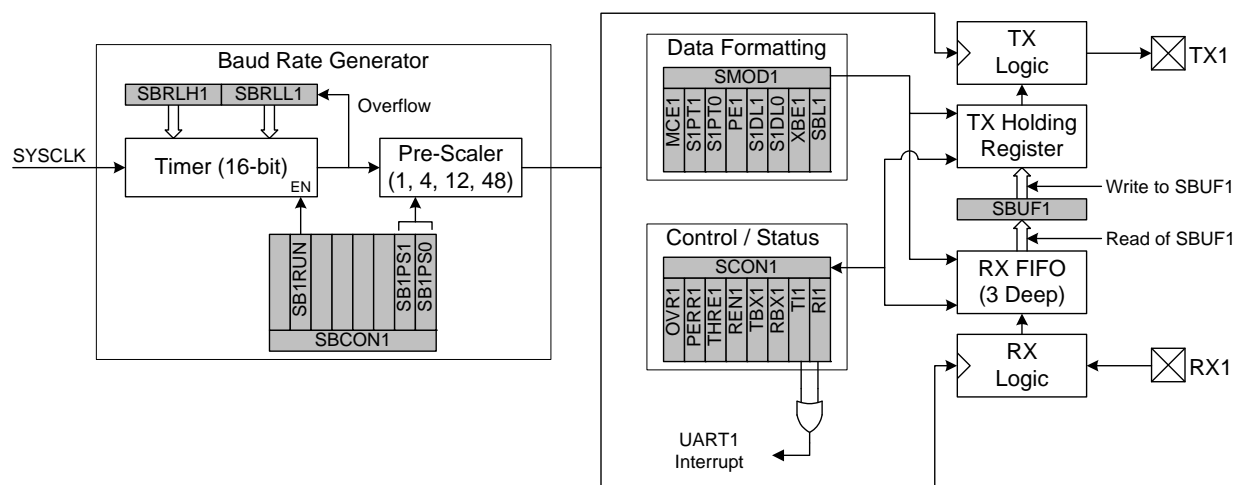 Baud Rate Generator
SBRLH1 SBRLL1
Overflow
SYSCLK
Timer (16-bit)
EN
Pre-Scaler
(1, 4, 12, 48)
SB1RUN
SB1PS1
SB1PS0
SBCON1
Data Formatting
SMOD1
MCE1
S1PT1
S1PT0
PE1
S1DL1
S1DL0
XBE1
SBL1
Control / Status
SCON1
OVR1
PERR1
THRE1
REN1
TBX1
RBX1
TI1
RI1
UART1
Interrupt
TX
Logic
TX1
TX Holding
Register
Write to SBUF1
SBUF1
Read of SBUF1
RX FIFO
(3 Deep)
RX
Logic
RX1